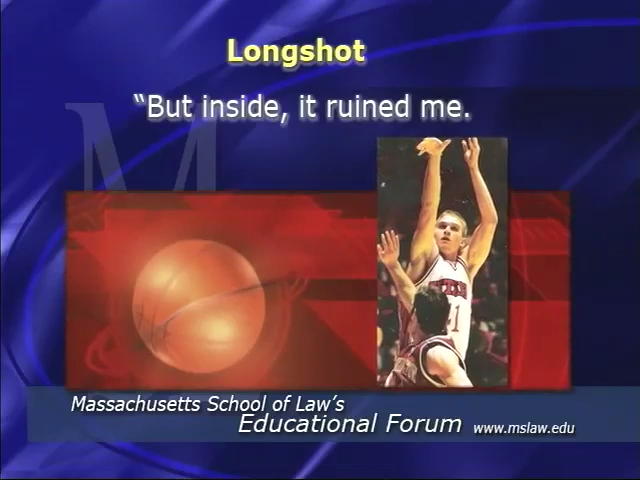 Longshot
“But inside, it ruined me.
M
Massachusetts School of Law’s
Educational Forum www.mslaw.edu